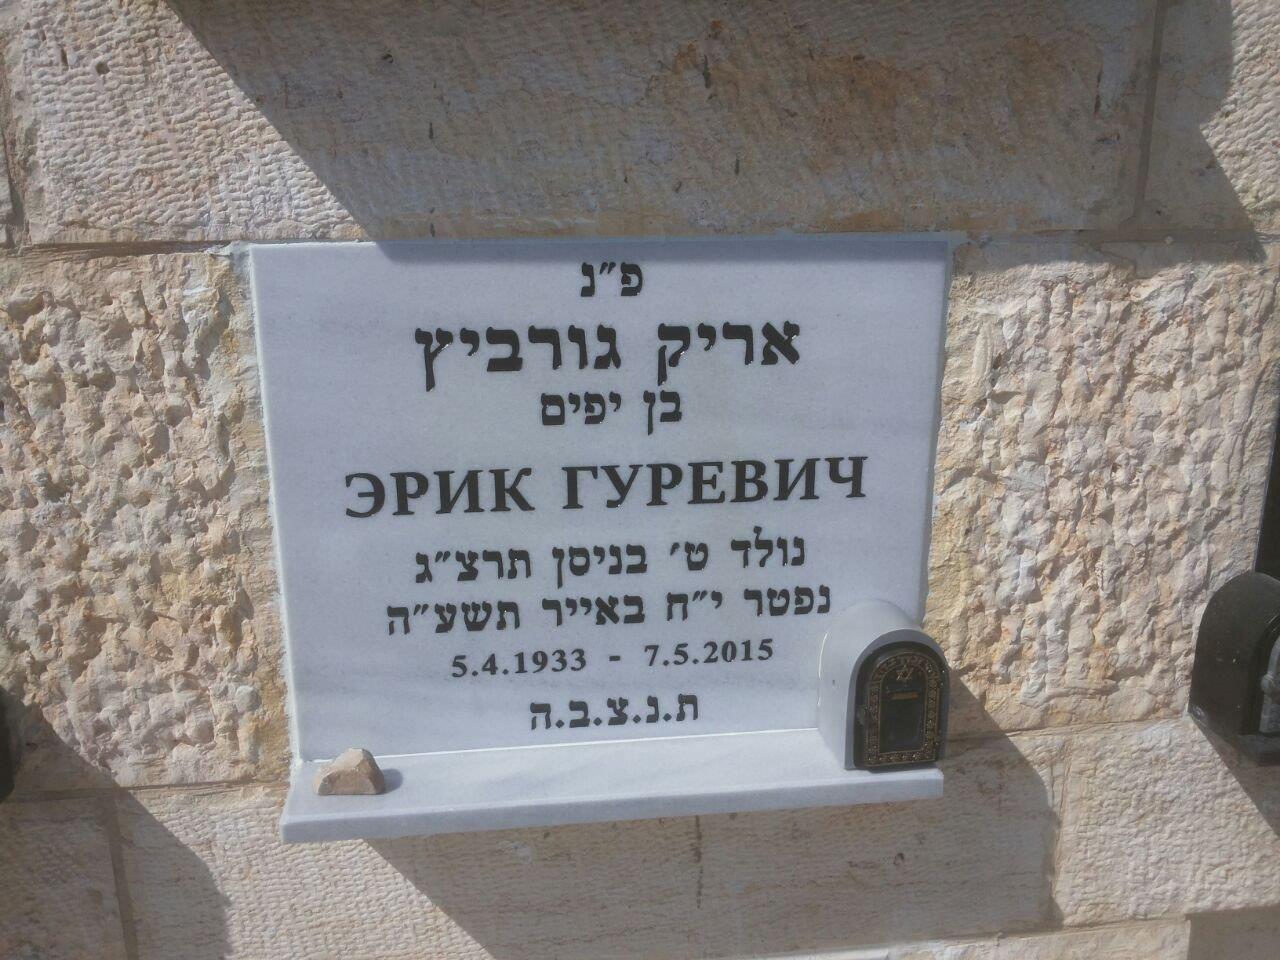 פ"נ
אריק גורביץ
בן יפים
ЭРИК ГУРЕВИЧ
נולד ט' בניסן תרצ"ג
נפטר י"ח באייר תשע"ה
5.4.1933 - 7.5.2015
ת.נ.צ.ב.ה